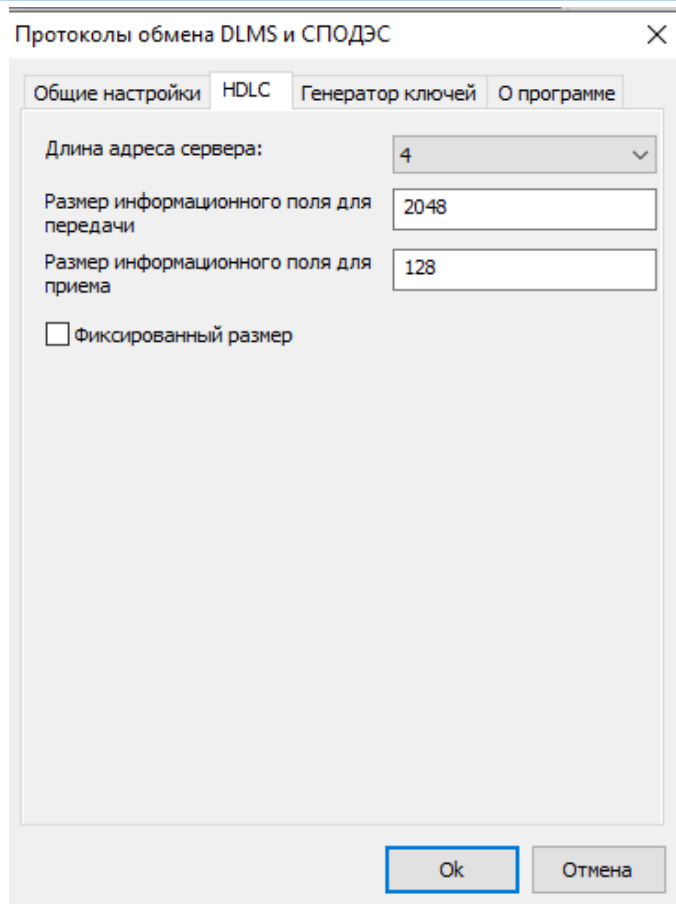 Протоколы обмена DLMS и СПОДЭС
Общие настройки HDLC Генератор ключей О программе
Длина адреса сервера: 4
Размер информационного поля для
передачи
2048
Размер информационного поля для
приема
128
Фиксированный размер
Ok Отмена